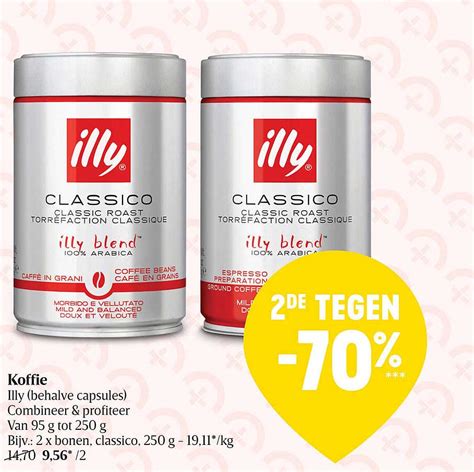 illy
CLASSICO
CLASSIC ROAST
TORRÉFACTION CLASSIQUE
illy blend™
100% ARABICA
CAFFÈ IN GRANI
COFFEE BEANS
CAFÉ EN GRAINS
MORBIDO E VELLUTATO
MILD AND BALANCED
DOUX ET VELOUTÉ
illy
CLASSICO
CLASSIC ROAST
TORRÉFACTION CLASSIQUE
illy blend™
100% ARABICA
ESPRESSO
PREPARATION
GROUND COFFEE
2DE TEGEN
-70%...
Koffie
Illy (behalve capsules)
Combineer & profiteer
Van 95 g tot 250 g
Bijv.: 2 x bonen, classico, 250 g – 19,11*/kg
14,70 9,56* /2